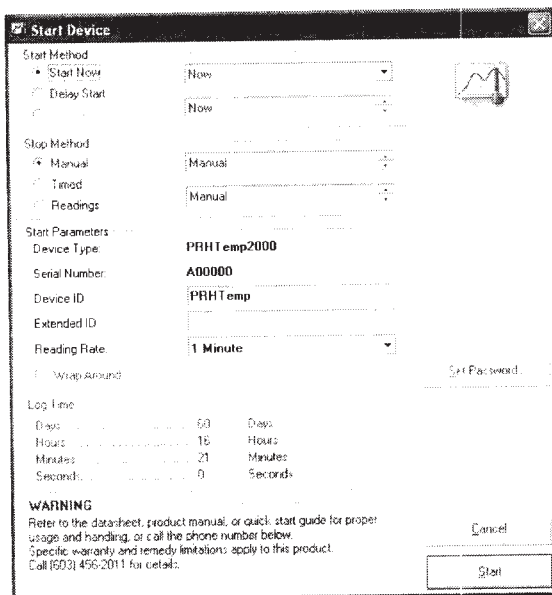 Start Device
Start Method
Start Now
Now
Delay Start
Now
Stop Method
Manual
Manual
Timed
Manual
Readings
Start Parameters
Device Type: PRHTemp2000
Serial Number: A00000
Device ID PRHTemp
Extended ID
Reading Rate: 1 Minute
Wrap Around
Set Password
Log Time
Days 60 Days
Hours 16 Hours
Minutes 21 Minutes
Seconds 0 Seconds
WARNING
Refer to the datasheet, product manual, or quick start guide for proper
usage and handling, or call the phone number below.
Specific warranty and remedy limitations apply to this product.
Call (603) 456-2011 for details.
Cancel
Start